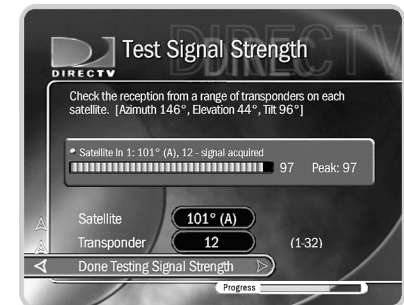 DIRECTV
Test Signal Strength
DIRECTV
Check the reception from a range of transponders on each
satellite. [Azimuth 146°, Elevation 44°, Tilt 96°]
Satellite In 1: 101° (A), 12 - signal acquired
97 Peak: 97
Satellite 101° (A)
Transponder 12 (1-32)
Done Testing Signal Strength
Progress